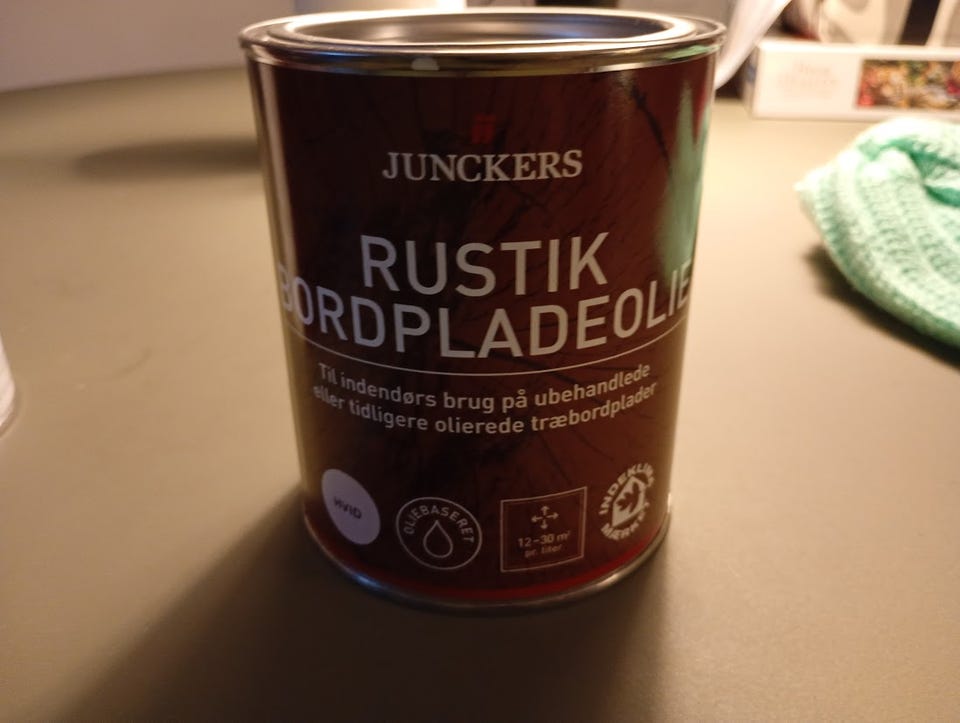 JUNCKERS
RUSTIK
BORDPLADEOLIE
Til indendørs brug på ubehandlede
eller tidligere olierede træbordplader
HVID
OLIEBASERET
12-30 m²
pr. liter
INDEKLIMA
MÆRKET